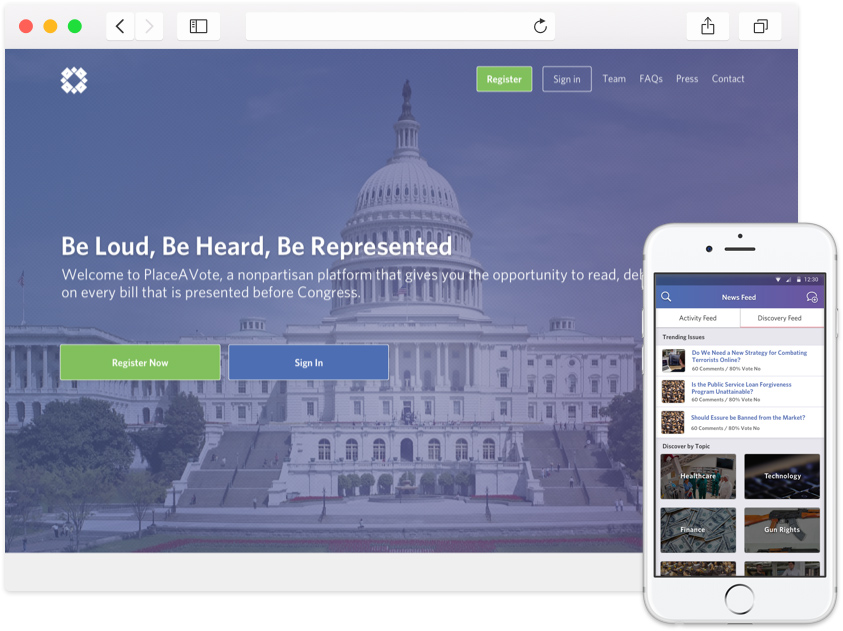 Register
Sign in
Team
FAQs
Press
Contact
Be Loud, Be Heard, Be Represented
Welcome to PlaceAVote, a nonpartisan platform that gives you the opportunity to read,
on every bill that is presented before Congress.
Register Now
Sign In
12:30
News Feed
Activity Feed
Discovery Feed
Trending Issues
Do We Need a New Strategy for Combating
Terrorists Online?
60 Comments / 80% Vote No
Is the Public Service Loan Forgiveness
Program Unattainable?
60 Comments / 80% Vote No
Should Essure be Banned from the Market?
60 Comments / 80% Vote No
Discover by Topic
Healthcare
Technology
Finance
Gun Rights